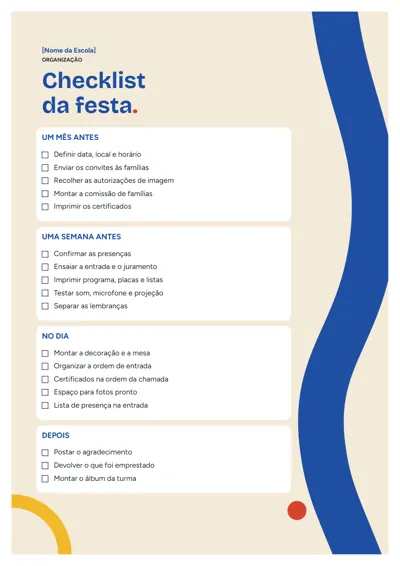 [Nome da Escola]
ORGANIZAÇÃO
Checklist
da festa.
UM MÊS ANTES
Definir data, local e horário
Enviar os convites às famílias
Recolher as autorizações de imagem
Montar a comissão de famílias
Imprimir os certificados
UMA SEMANA ANTES
Confirmar as presenças
Ensaiar a entrada e o juramento
Imprimir programa, placas e listas
Testar som, microfone e projeção
Separar as lembranças
NO DIA
Montar a decoração e a mesa
Organizar a ordem de entrada
Certificados na ordem da chamada
Espaço para fotos pronto
Lista de presença na entrada
DEPOIS
Postar o agradecimento
Devolver o que foi emprestado
Montar o álbum da turma